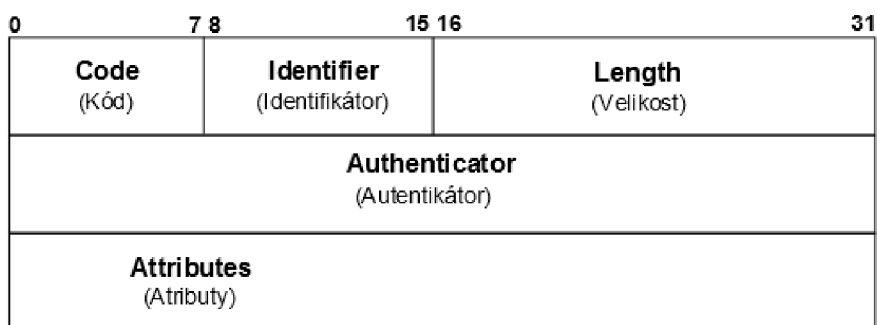 0 7 8 15 16 31
Code Identifier Length
(Kód) (Identifikátor) (Velikost)
Authenticator
(Autentikátor)
Attributes
(Atributy)